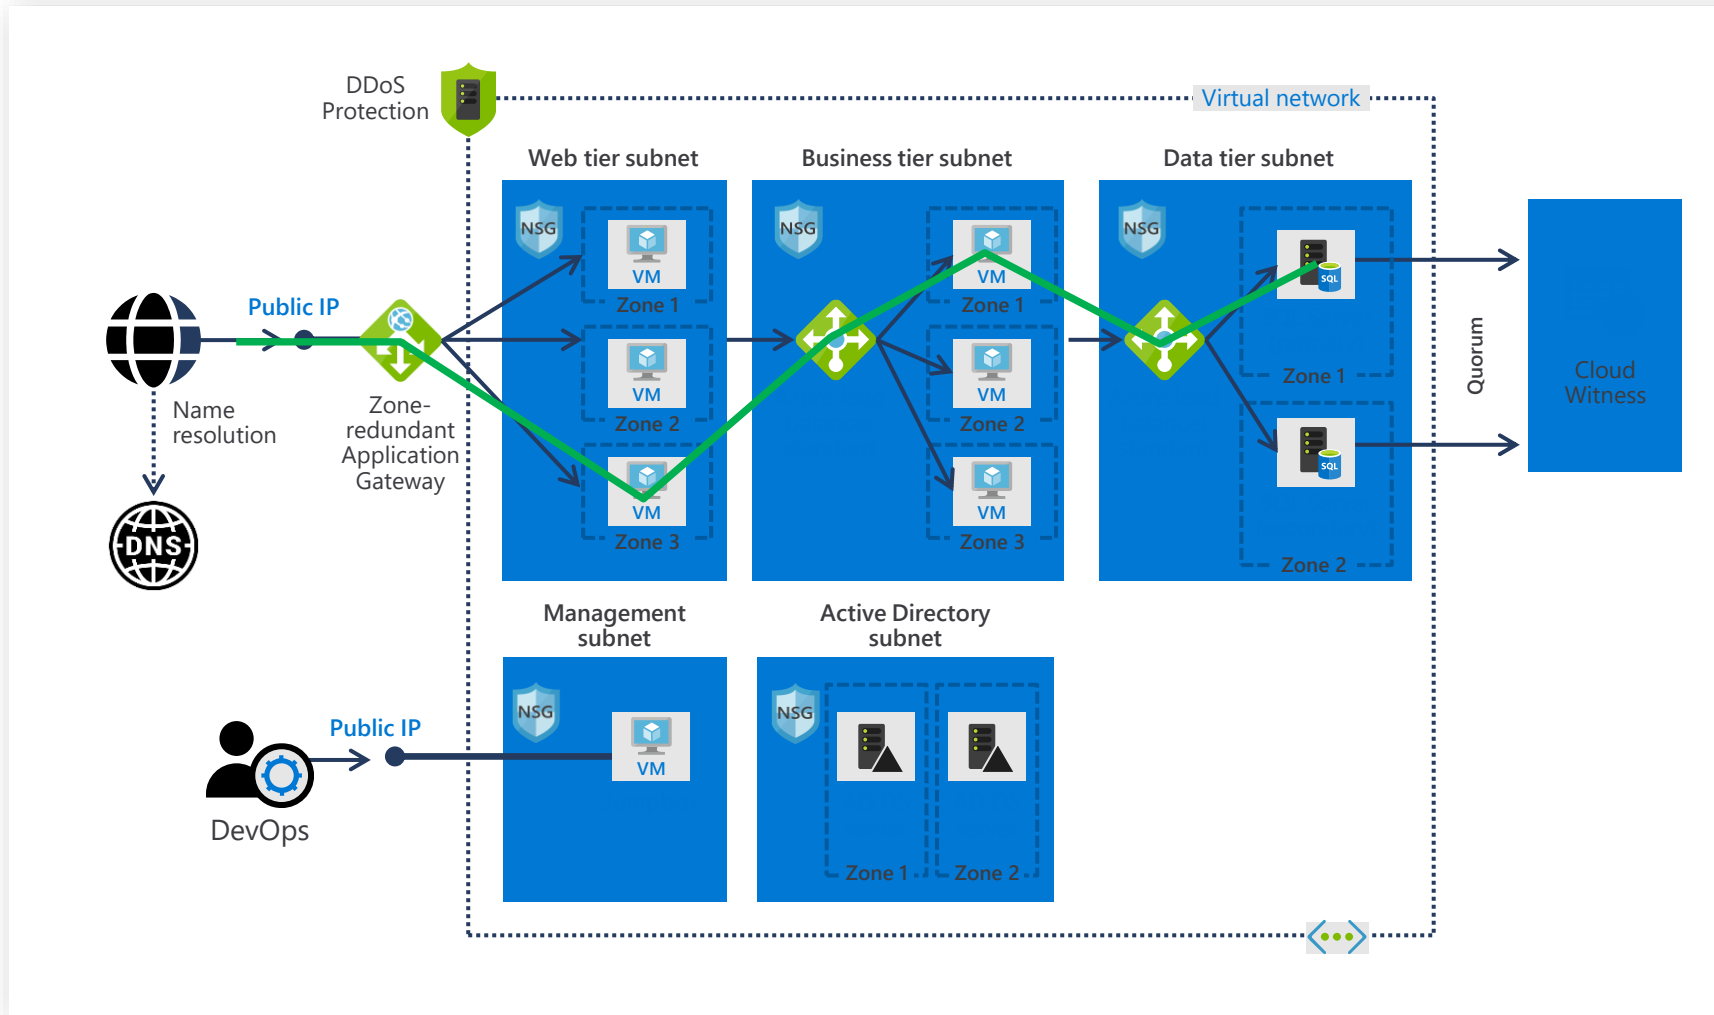 DDoS
Protection
Virtual network
Web tier subnet
Business tier subnet
Data tier subnet
NSG
VM
Zone 1
VM
Zone 2
VM
Zone 3
NSG
VM
Zone 1
VM
Zone 2
VM
Zone 3
NSG
SQL
Zone 1
SQL
Zone 2
Quorum
Cloud
Witness
Public IP
Name
resolution
DNS
Zone-
redundant
Application
Gateway
Management
subnet
Active Directory
subnet
NSG
VM
NSG
Zone 1
Zone 2
Public IP
DevOps